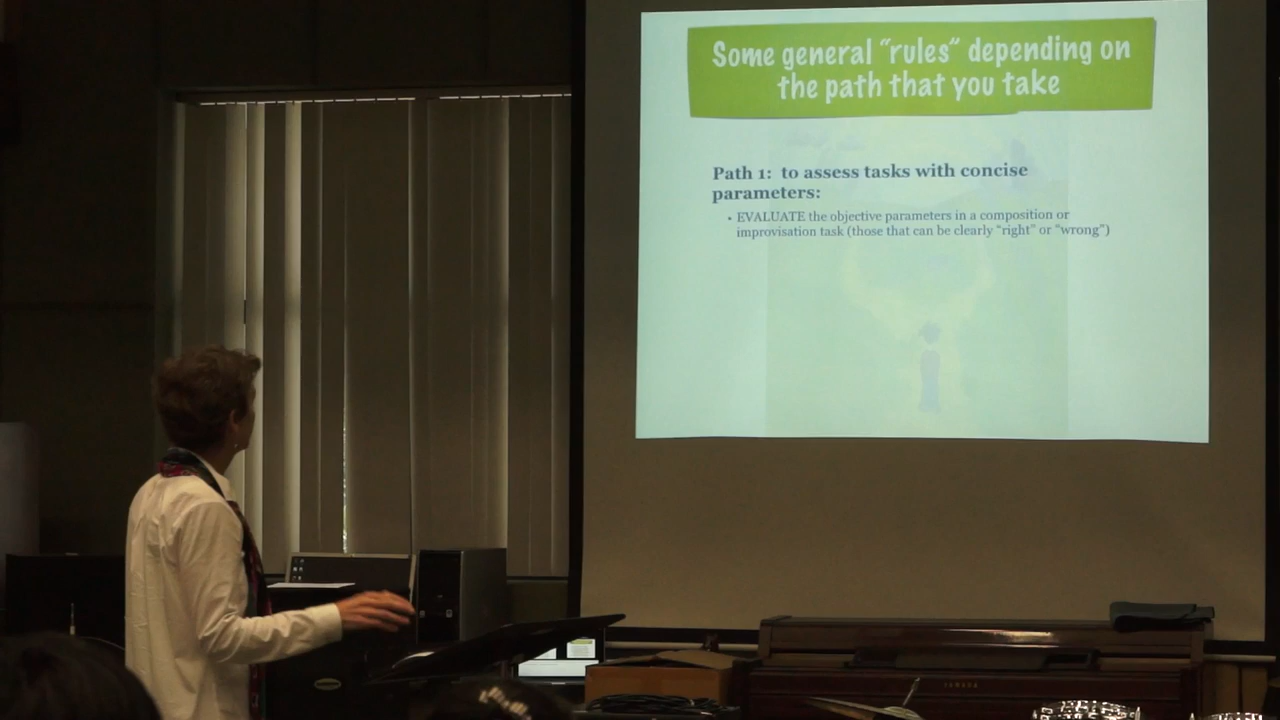 Some general “rules” depending on
the path that you take
Path 1: to assess tasks with concise
parameters:
• EVALUATE the objective parameters in a composition or
improvisation task (those that can be clearly “right” or “wrong”)
YAMAHA